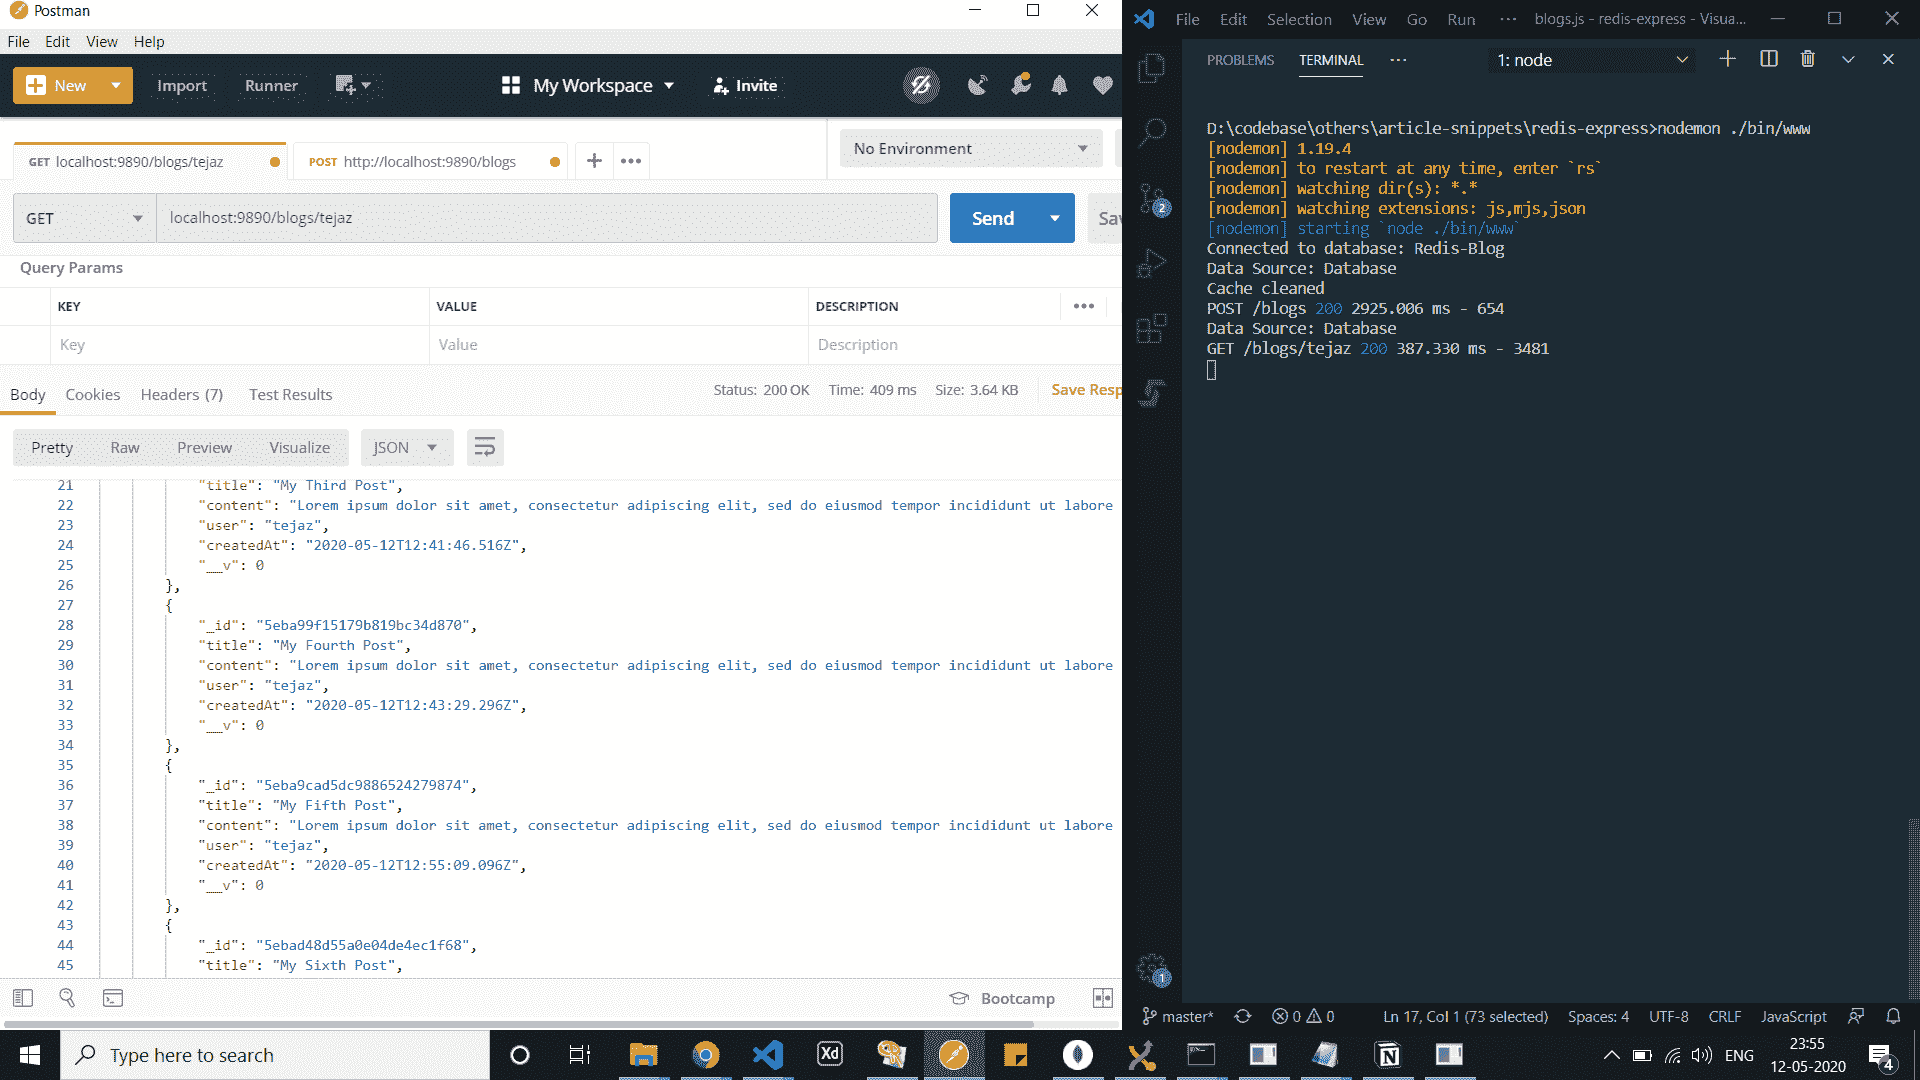 Postman
File Edit View Help
New Import Runner My Workspace Invite
GET localhost:9890/blogs/tejaz POST http://localhost:9890/blogs No Environment
GET localhost:9890/blogs/tejaz Send Sav
Query Params
KEY VALUE DESCRIPTION
Key Value Description
Body Cookies Headers (7) Test Results Status: 200 OK Time: 409 ms Size: 3.64 KB Save Resp
Pretty Raw Preview Visualize JSON
21 "title": "My Third Post",
22 "content": "Lorem ipsum dolor sit amet, consectetur adipiscing elit, sed do eiusmod tempor incididunt ut labore
23 "user": "tejaz",
24 "createdAt": "2020-05-12T12:41:46.516Z",
25 "__v": 0
26 },
27 {
28 "_id": "5eba99f15179b819bc34d870",
29 "title": "My Fourth Post",
30 "content": "Lorem ipsum dolor sit amet, consectetur adipiscing elit, sed do eiusmod tempor incididunt ut labore
31 "user": "tejaz",
32 "createdAt": "2020-05-12T12:43:29.296Z",
33 "__v": 0
34 },
35 {
36 "_id": "5eba9cad5dc9886524279874",
37 "title": "My Fifth Post",
38 "content": "Lorem ipsum dolor sit amet, consectetur adipiscing elit, sed do eiusmod tempor incididunt ut labore
39 "user": "tejaz",
40 "createdAt": "2020-05-12T12:55:09.096Z",
41 "__v": 0
42 },
43 {
44 "_id": "5ebad48d55a0e04de4ec1f68",
45 "title": "My Sixth Post",
Bootcamp
File Edit Selection View Go Run ··· blogs.js - redis-express - Visua...
PROBLEMS TERMINAL ··· 1: node
D:\codebase\others\article-snippets\redis-express>nodemon ./bin/www
[nodemon] 1.19.4
[nodemon] to restart at any time, enter `rs`
[nodemon] watching dir(s): *.*
[nodemon] watching extensions: js,mjs,json
[nodemon] starting `node ./bin/www`
Connected to database: Redis-Blog
Data Source: Database
Cache cleaned
POST /blogs 200 2925.006 ms - 654
Data Source: Database
GET /blogs/tejaz 200 387.330 ms - 3481
2
1
master* 0 0 Ln 17, Col 1 (73 selected) Spaces: 4 UTF-8 CRLF JavaScript
Type here to search Xd N ENG
23:55
12-05-2020
4